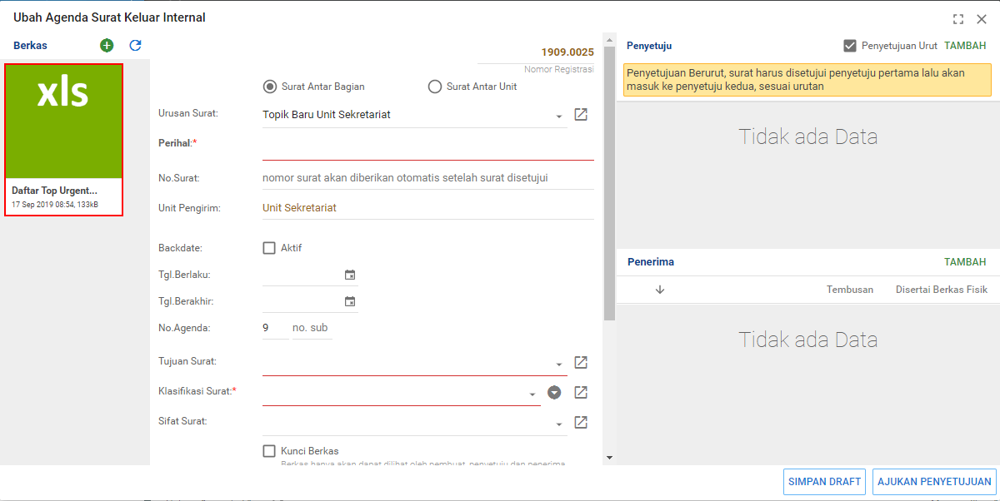 Ubah Agenda Surat Keluar Internal
Berkas
xls
Daftar Top Urgent...
17 Sep 2019 08:54, 133kB
1909.0025
Nomor Registrasi
Surat Antar Bagian
Surat Antar Unit
Urusan Surat:
Topik Baru Unit Sekretariat
Perihal:*
No.Surat:
nomor surat akan diberikan otomatis setelah surat disetujui
Unit Pengirim:
Unit Sekretariat
Backdate:
Aktif
Tgl.Berlaku:
Tgl.Berakhir:
No.Agenda:
9
no. sub
Tujuan Surat:
Klasifikasi Surat:*
Sifat Surat:
Kunci Berkas
Berkas hanya akan dapat dilihat oleh pembuat, penyetuju dan penerima
Penyetuju
Penyetujuan Urut
TAMBAH
Penyetujuan Berurut, surat harus disetujui penyetuju pertama lalu akan
masuk ke penyetuju kedua, sesuai urutan
Tidak ada Data
Penerima
TAMBAH
Tembusan
Disertai Berkas Fisik
Tidak ada Data
SIMPAN DRAFT
AJUKAN PENYETUJUAN